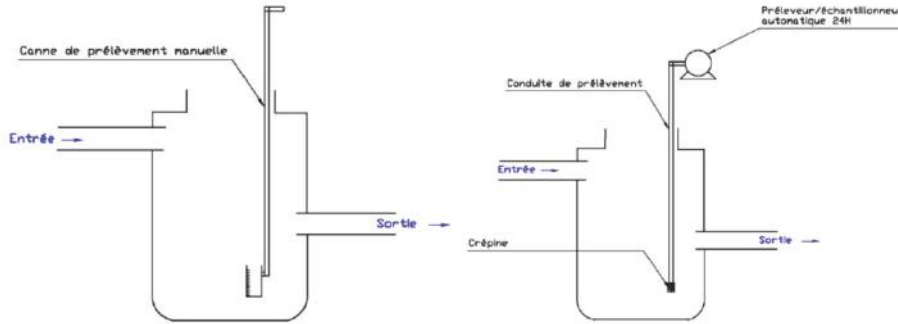 Canne de prélèvement manuelle
Entrée
Sortie
Préleveur/échantillonneur
automatique 24H
Conduite de prélèvement
Entrée
Sortie
Crépine